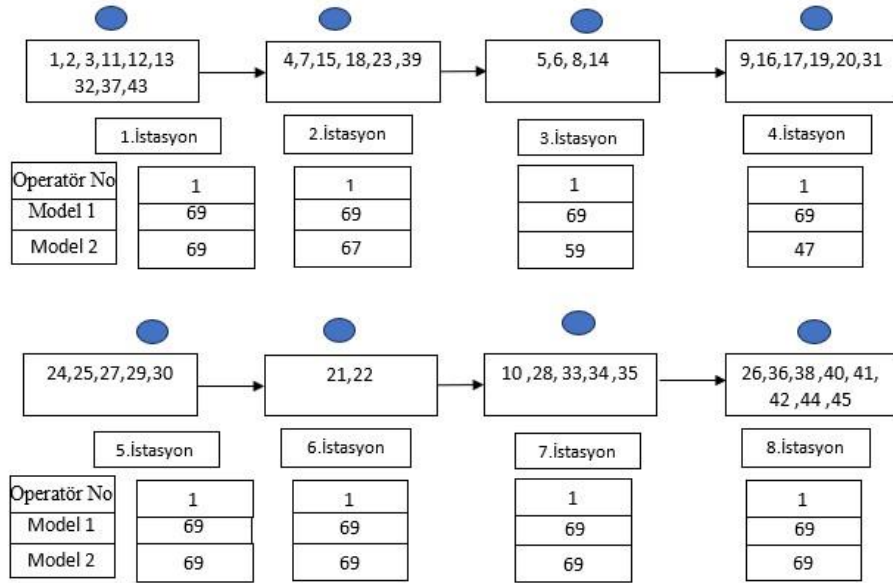 1,2, 3,11,12,13
32,37,43
4,7,15, 18,23 ,39
5,6, 8,14
9,16,17,19,20,31
1.İstasyon
2.İstasyon
3.İstasyon
4.İstasyon
Operatör No
1
1
1
1
Model 1
69
69
69
69
Model 2
69
67
59
47
24,25,27,29,30
21,22
10 ,28, 33,34,35
26,36,38,40, 41,
42 ,44 ,45
5.İstasyon
6.İstasyon
7.İstasyon
8.İstasyon
Operatör No
1
1
1
1
Model 1
69
69
69
69
Model 2
69
69
69
69